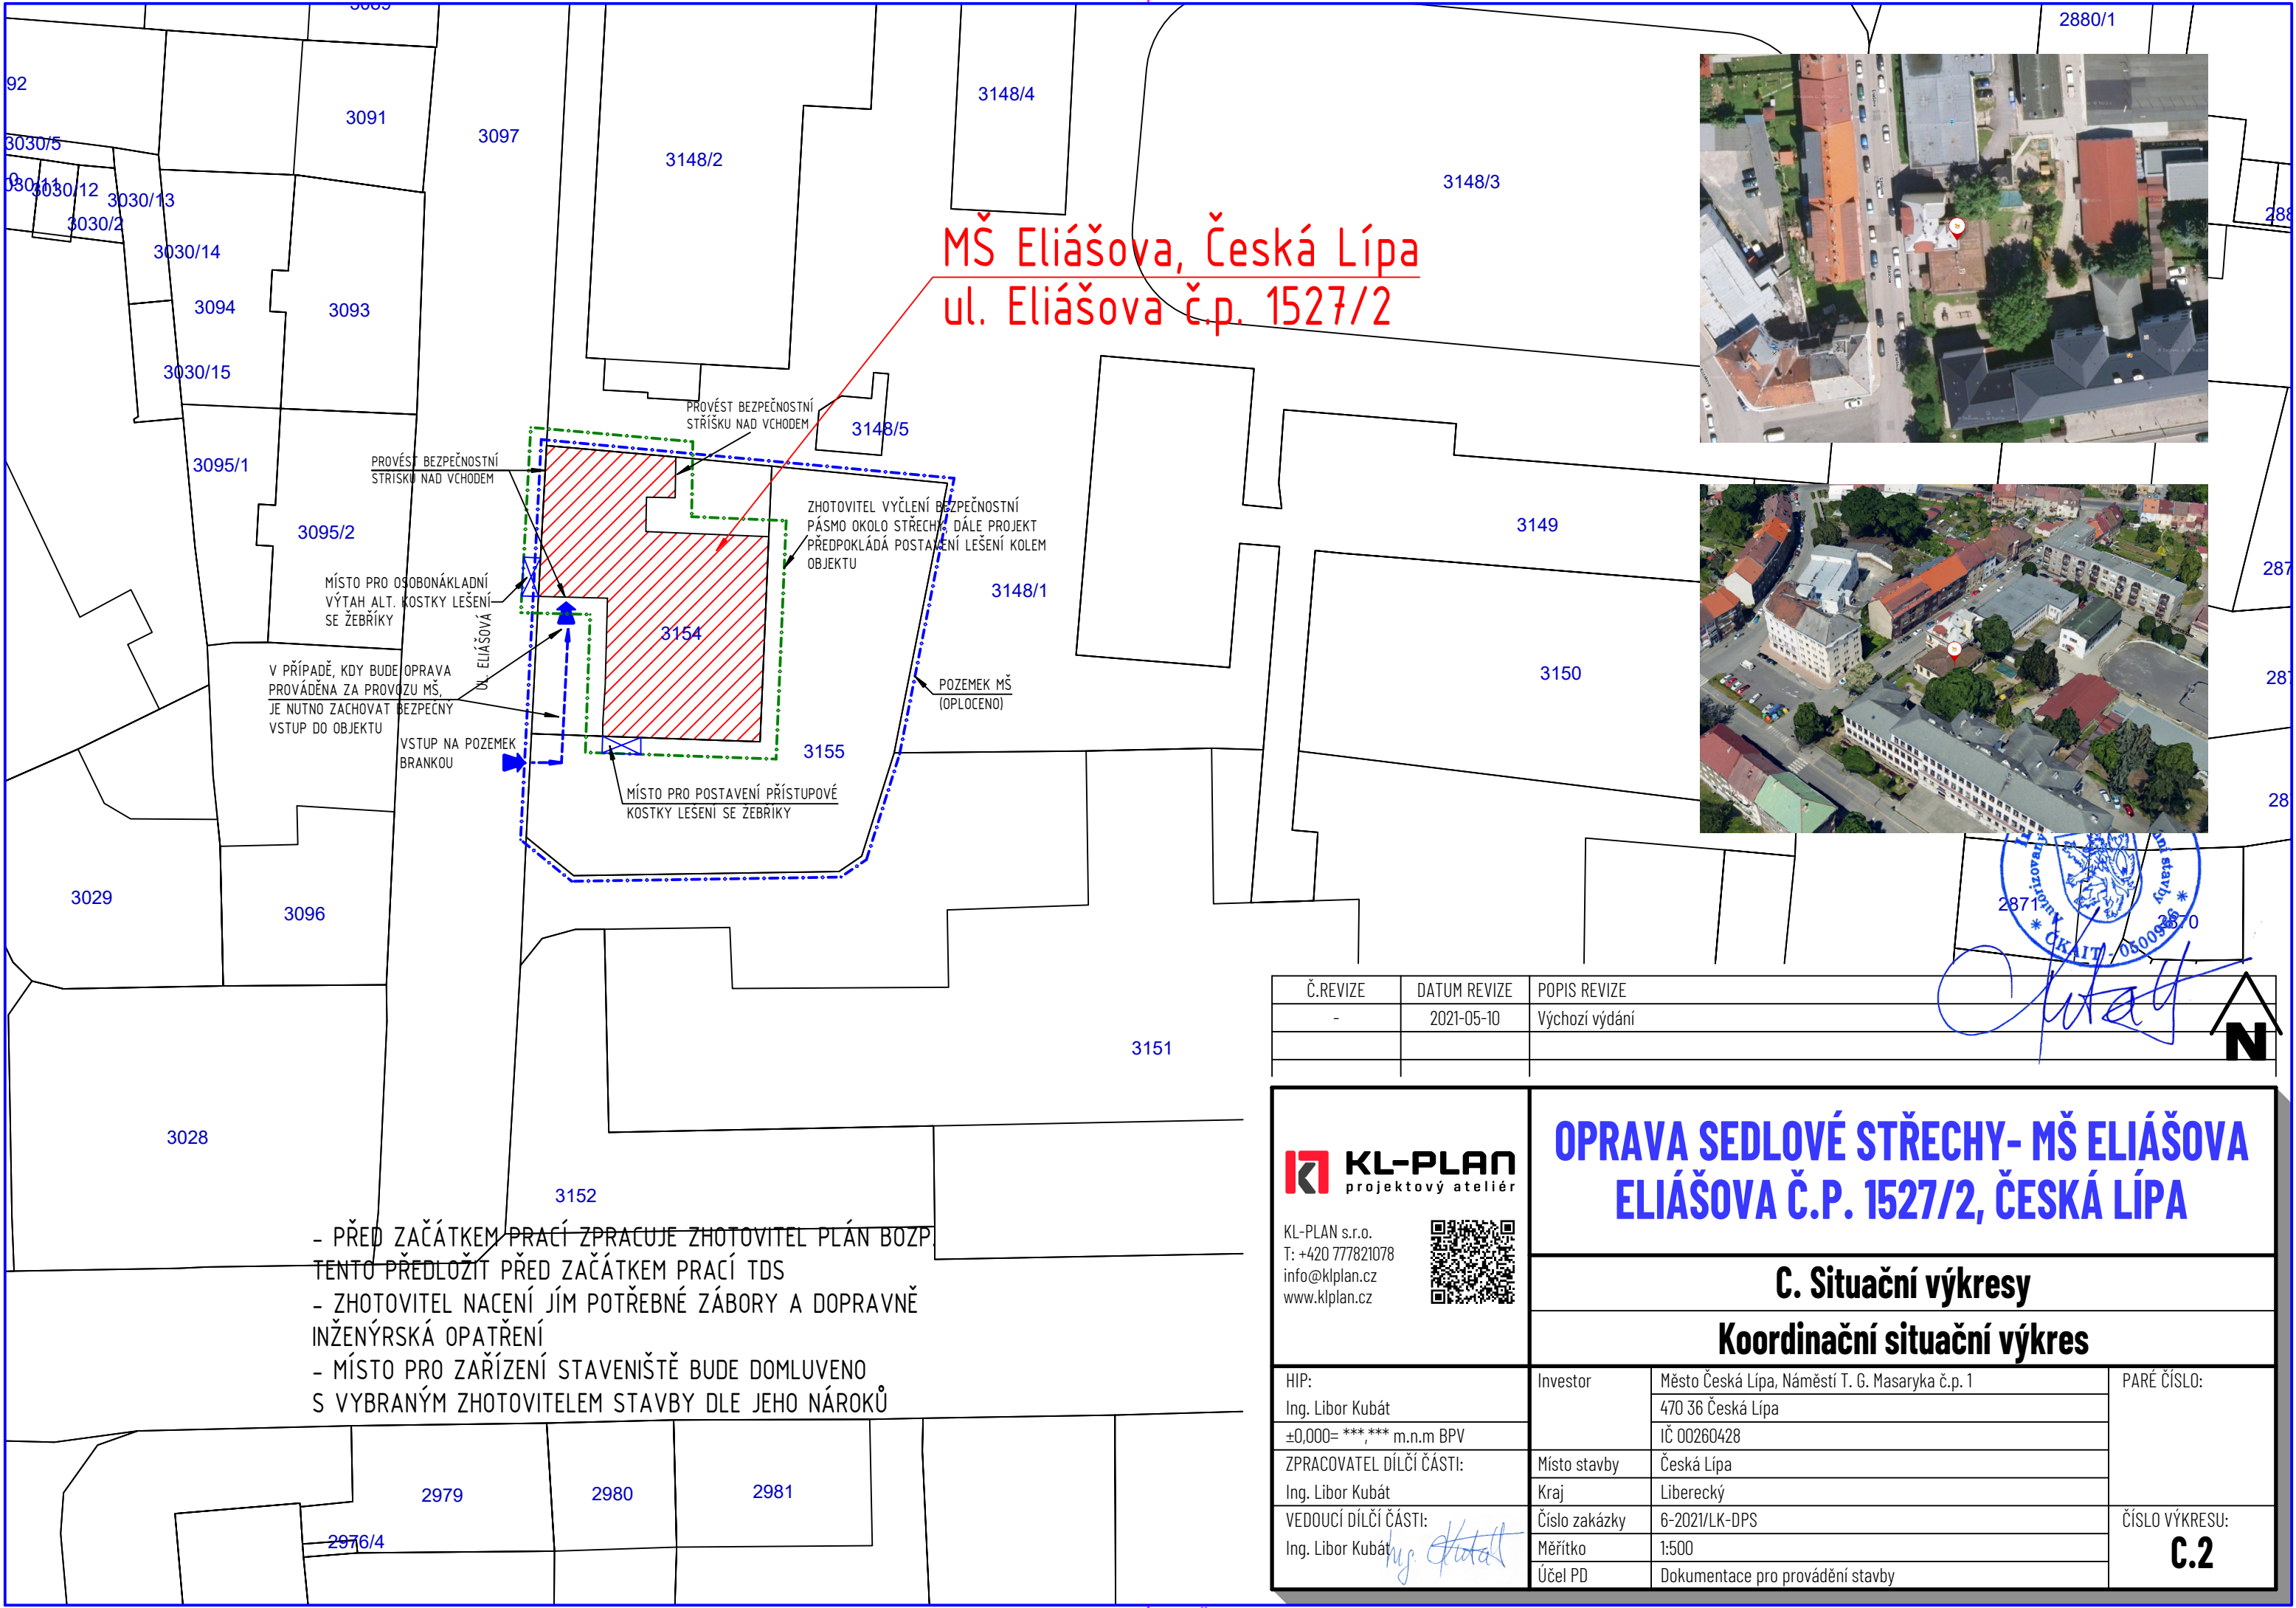 2880/1
92
3091
3097
3148/4
3148/2
3148/3
3030/5
3030/12
3030/13
3030/2
3030/14
3094
3093
3030/15
MŠ Eliášova, Česká Lípa
ul. Eliášova č.p. 1527/2
PROVÉST BEZPEČNOSTNÍ
STŘÍŠKU NAD VCHODEM
3148/5
3095/1
PROVÉST BEZPEČNOSTNÍ
STŘÍŠKU NAD VCHODEM
3095/2
ZHOTOVITEL VYČLENÍ BEZPEČNOSTNÍ
PÁSMO OKOLO STŘECHY, DÁLE PROJEKT
PŘEDPOKLÁDÁ POSTAVENÍ LEŠENÍ KOLEM
OBJEKTU
3149
MÍSTO PRO OSOBONÁKLADNÍ
VÝTAH ALT. KOSTKY LEŠENÍ
SE ŽEBŘÍKY
3148/1
UL. ELIÁŠOVÁ
3154
V PŘÍPADĚ, KDY BUDE OPRAVA
PROVÁDĚNA ZA PROVOZU MŠ,
JE NUTNO ZACHOVAT BEZPEČNÝ
VSTUP DO OBJEKTU
POZEMEK MŠ
(OPLOCENO)
3150
VSTUP NA POZEMEK
BRANKOU
3155
MÍSTO PRO POSTAVENÍ PŘÍSTUPOVÉ
KOSTKY LEŠENÍ SE ŽEBŘÍKY
3029
3096
2871
ČKAIT - 0500966
3151
3028
3152
- PŘED ZAČÁTKEM PRACÍ ZPRACUJE ZHOTOVITEL PLÁN BOZP.
TENTO PŘEDLOŽIT PŘED ZAČÁTKEM PRACÍ TDS
- ZHOTOVITEL NACENÍ JÍM POTŘEBNÉ ZÁBORY A DOPRAVNĚ
INŽENÝRSKÁ OPATŘENÍ
- MÍSTO PRO ZAŘÍZENÍ STAVENIŠTĚ BUDE DOMLUVENO
S VYBRANÝM ZHOTOVITELEM STAVBY DLE JEHO NÁROKŮ
2979
2980
2981
2976/4
Č.REVIZE DATUM REVIZE POPIS REVIZE
- 2021-05-10 Výchozí výdání
N
KL-PLAN
projektový ateliér
KL-PLAN s.r.o.
T: +420 777821078
info@klplan.cz
www.klplan.cz
OPRAVA SEDLOVÉ STŘECHY- MŠ ELIÁŠOVA
ELIÁŠOVA Č.P. 1527/2, ČESKÁ LÍPA
C. Situační výkresy
Koordinační situační výkres
HIP:
Ing. Libor Kubát
±0,000= ***,*** m.n.m BPV
ZPRACOVATEL DÍLČÍ ČÁSTI:
Ing. Libor Kubát
VEDOUCÍ DÍLČÍ ČÁSTI:
Ing. Libor Kubát
Investor Město Česká Lípa, Náměstí T. G. Masaryka č.p. 1
470 36 Česká Lípa
IČ 00260428
Místo stavby Česká Lípa
Kraj Liberecký
Číslo zakázky 6-2021/LK-DPS
Měřítko 1:500
Účel PD Dokumentace pro provádění stavby
PARÉ ČÍSLO:
ČÍSLO VÝKRESU:
C.2